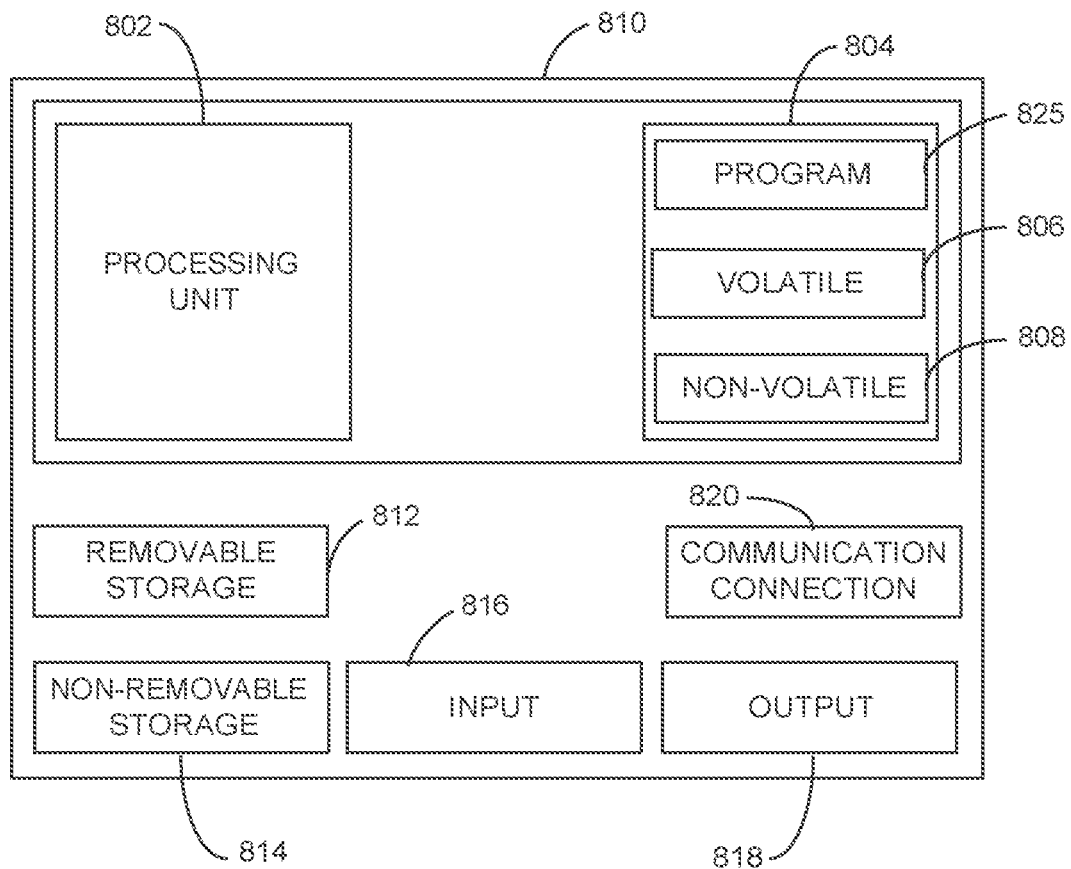 802
810
804
825
PROGRAM
806
PROCESSING
UNIT
VOLATILE
808
NON-VOLATILE
820
812
REMOVABLE
STORAGE
COMMUNICATION
CONNECTION
816
NON-REMOVABLE
STORAGE
INPUT
OUTPUT
814
818